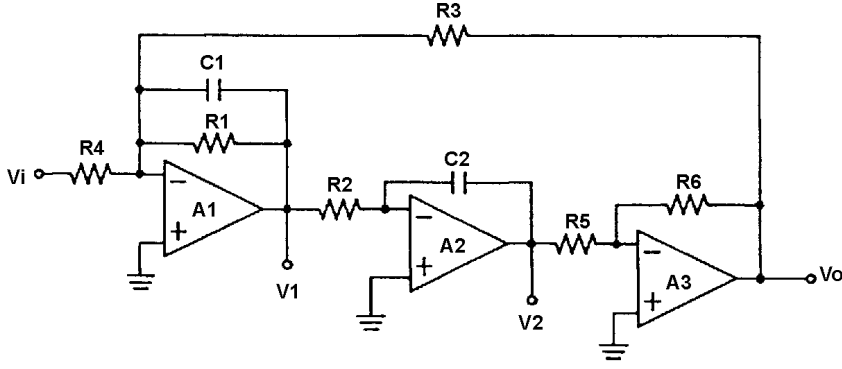 R3
C1
R1
R4
Vi
−
A1
+
R2
C2
−
A2
+
R5
R6
−
A3
+
V1
V2
Vo